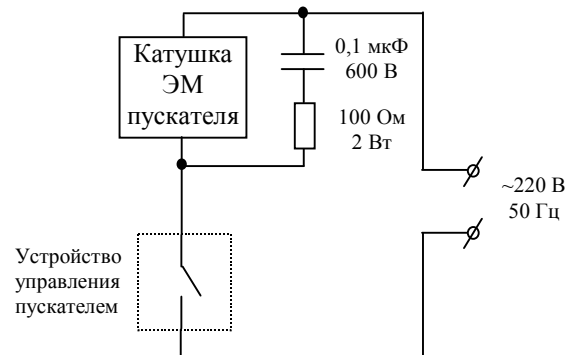 Катушка
ЭМ
пускателя
0,1 мкФ
600 В
100 Ом
2 Вт
~220 В
50 Гц
Устройство
управления
пускателем